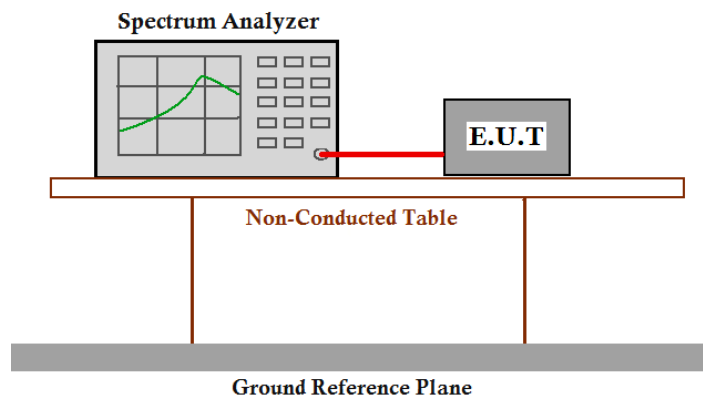 Spectrum Analyzer
E.U.T
Non-Conducted Table
Ground Reference Plane